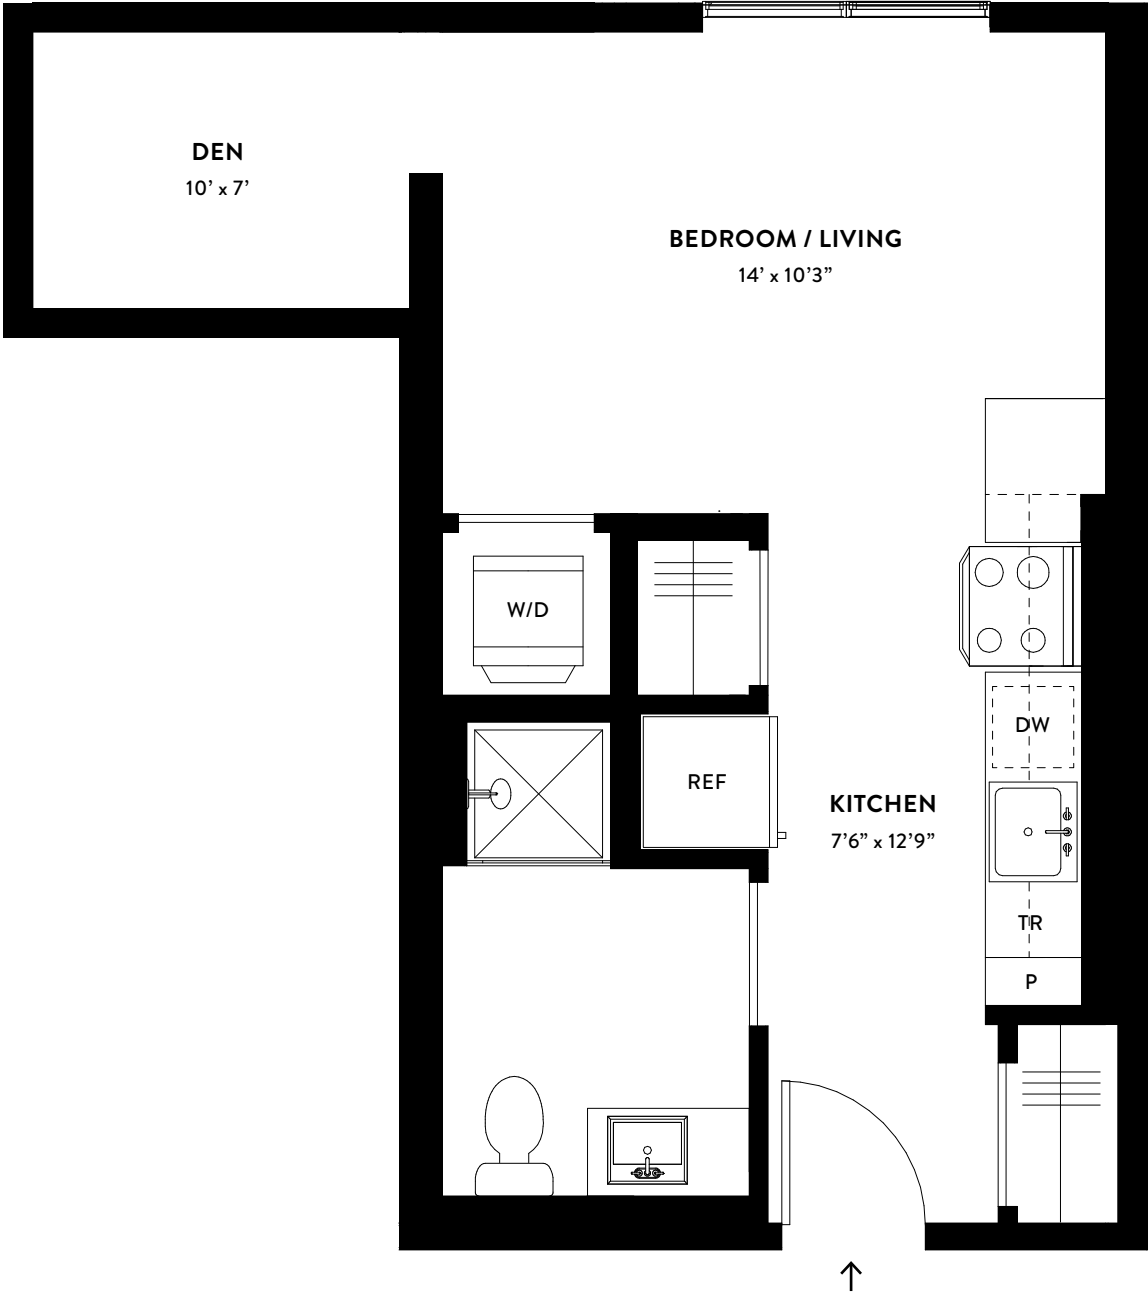 DEN
10’ x 7’
BEDROOM / LIVING
14’ x 10’3”
W/D
DW
REF
KITCHEN
7’6” x 12’9”
TR
P